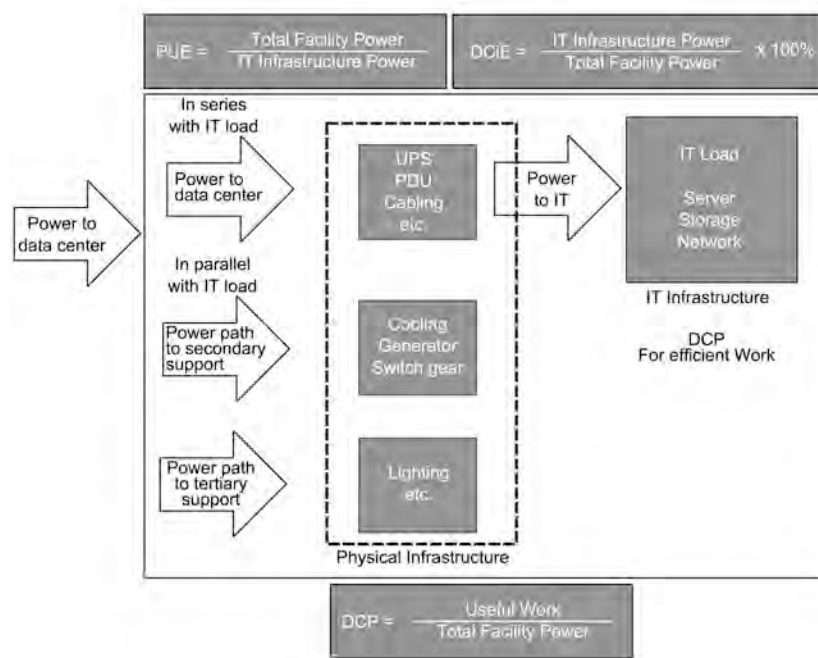 PUE = Total Facility Power
IT Infrastructure Power
DCiE = IT Infrastructure Power x 100%
Total Facility Power
In series
with IT load
Power to
data center
Power to
data center
UPS
PDU
Cabling
etc.
Power
to IT
IT Load
Server
Storage
Network
IT Infrastructure
DCP
For efficient Work
In parallel
with IT load
Power path
to secondary
support
Cooling
Generator
Switch gear
Power path
to tertiary
support
Lighting
etc.
Physical Infrastructure
DCP = Useful Work
Total Facility Power